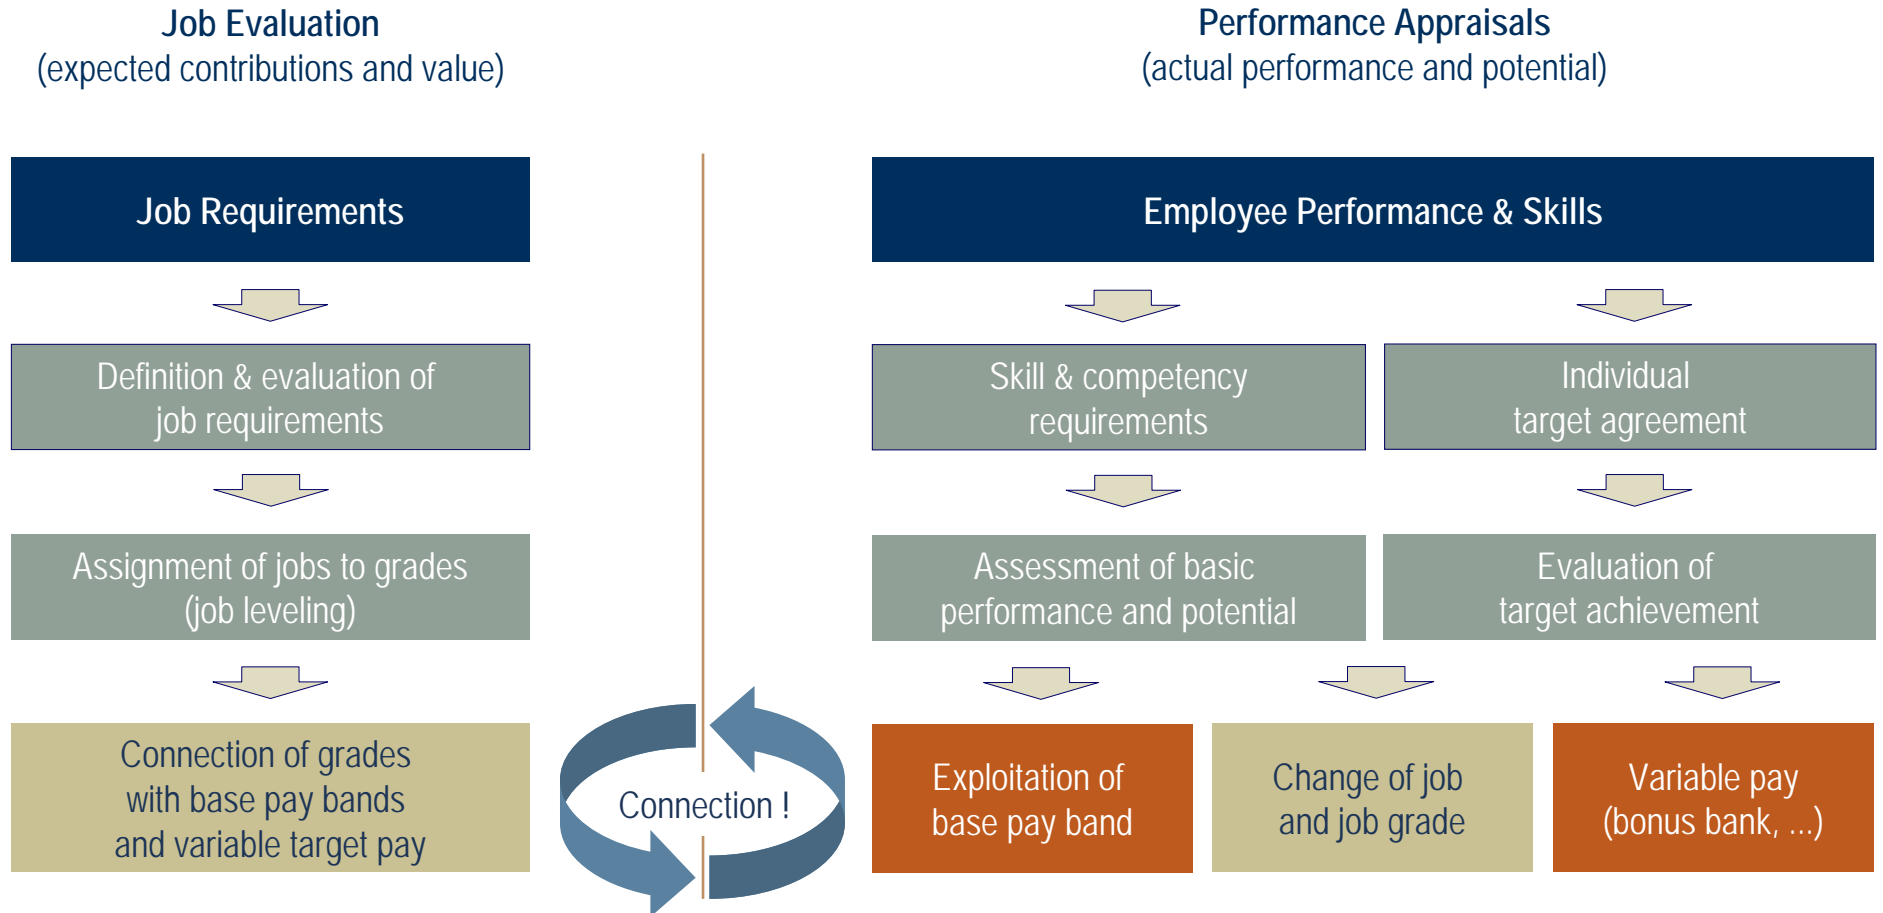 Job Evaluation
(expected contributions and value)
Performance Appraisals
(actual performance and potential)
Job Requirements
Employee Performance & Skills
Definition & evaluation of
job requirements
Skill & competency
requirements
Individual
target agreement
Assignment of jobs to grades
(job leveling)
Assessment of basic
performance and potential
Evaluation of
target achievement
Connection of grades
with base pay bands
and variable target pay
Connection !
Exploitation of
base pay band
Change of job
and job grade
Variable pay
(bonus bank, ...)